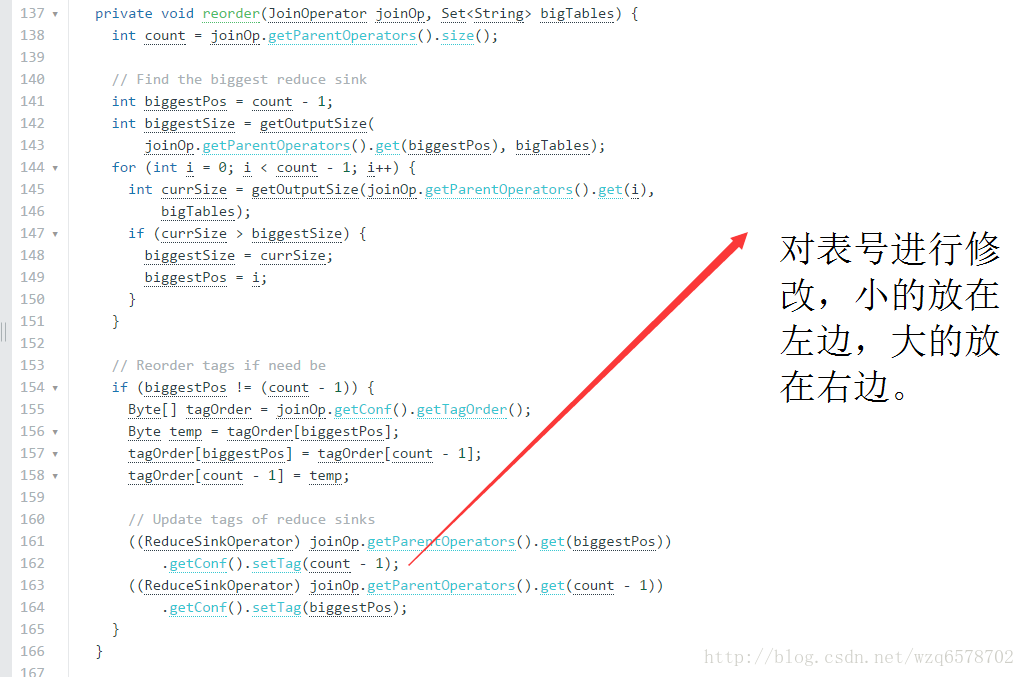 137 private void reorder(JoinOperator joinOp, Set<String> bigTables) {
138 int count = joinOp.getParentOperators().size();
139
140 // Find the biggest reduce sink
141 int biggestPos = count - 1;
142 int biggestSize = getOutputSize(
143 joinOp.getParentOperators().get(biggestPos), bigTables);
144 for (int i = 0; i < count - 1; i++) {
145 int currSize = getOutputSize(joinOp.getParentOperators().get(i),
146 bigTables);
147 if (currSize > biggestSize) {
148 biggestSize = currSize;
149 biggestPos = i;
150 }
151 }
152
153 // Reorder tags if need be
154 if (biggestPos != (count - 1)) {
155 Byte[] tagOrder = joinOp.getConf().getTagOrder();
156 Byte temp = tagOrder[biggestPos];
157 tagOrder[biggestPos] = tagOrder[count - 1];
158 tagOrder[count - 1] = temp;
159
160 // Update tags of reduce sinks
161 ((ReduceSinkOperator) joinOp.getParentOperators().get(biggestPos))
162 .getConf().setTag(count - 1);
163 ((ReduceSinkOperator) joinOp.getParentOperators().get(count - 1))
164 .getConf().setTag(biggestPos);
165 }
166 }
167
对表号进行修
改，小的放在
左边，大的放
在右边。
http://blog.csdn.net/wzq6578702